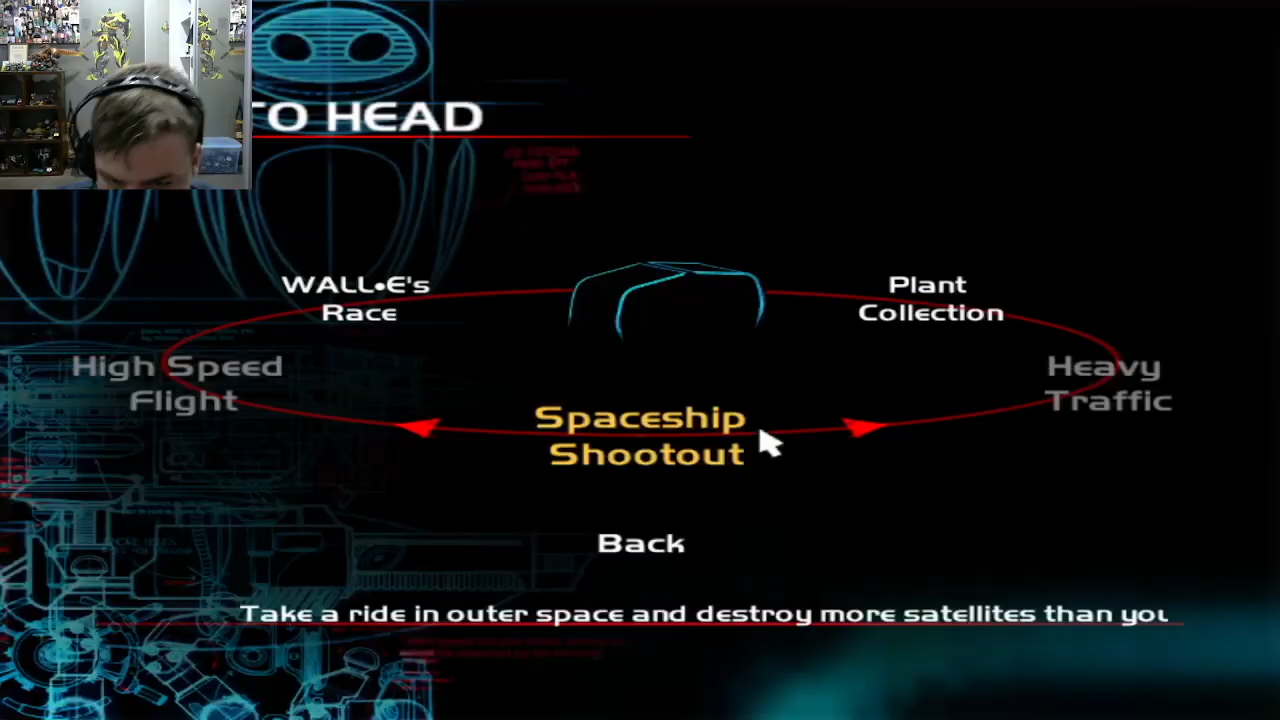 TO HEAD
WALL•E's
Race
Plant
Collection
High Speed
Flight
Heavy
Traffic
Spaceship
Shootout
Back
Take a ride in outer space and destroy more satellites than you